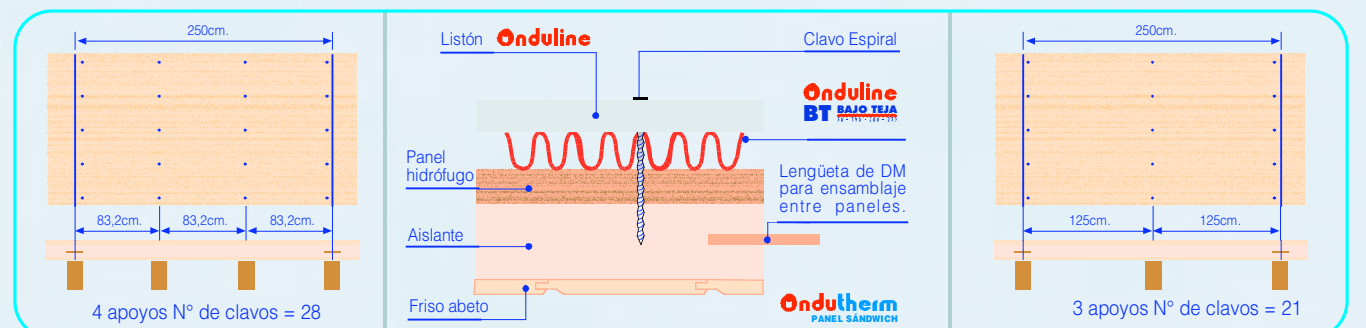 250cm.
83,2cm. 83,2cm. 83,2cm.
4 apoyos N° de clavos = 28
Listón Onduline
Clavo Espiral
Onduline
BT BAJO TEJA
Panel
hidrófugo
Lengüeta de DM
para ensamblaje
entre paneles.
Aislante
Friso abeto
Ondutherm
PANEL SÁNDWICH
250cm.
125cm. 125cm.
3 apoyos N° de clavos = 21